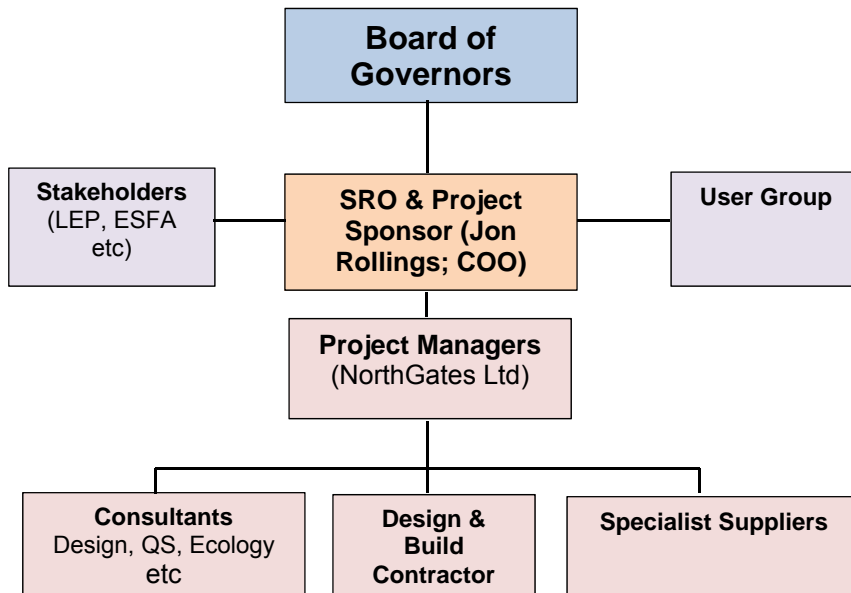 Board of
Governors
Stakeholders
(LEP, ESFA
etc)
SRO & Project
Sponsor (Jon
Rollings; COO)
User Group
Project Managers
(NorthGates Ltd)
Consultants
Design, QS, Ecology
etc
Design &
Build
Contractor
Specialist Suppliers